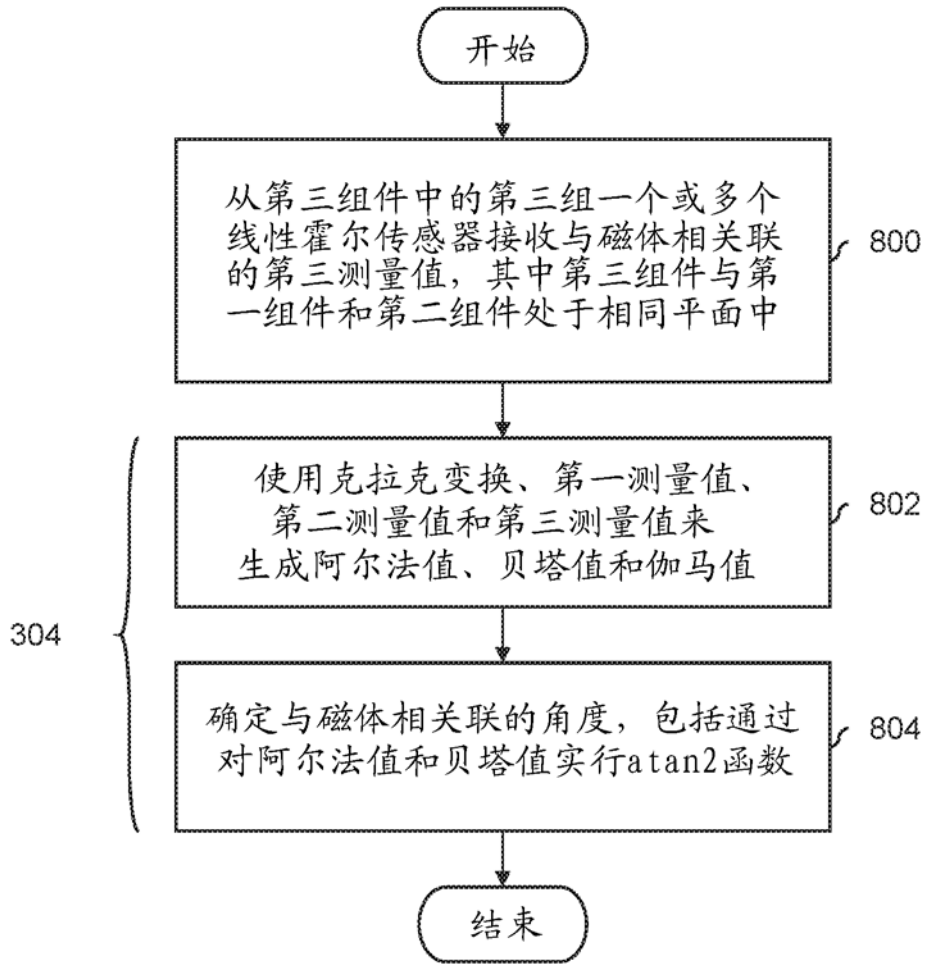 开始
从第三组件中的第三组一个或多个
线性霍尔传感器接收与磁体相关联
的第三测量值，其中第三组件与第
一组件和第二组件处于相同平面中
800
使用克拉克变换、第一测量值、
第二测量值和第三测量值来
生成阿尔法值、贝塔值和伽马值
802
304
确定与磁体相关联的角度，包括通过
对阿尔法值和贝塔值实行atan2函数
804
结束